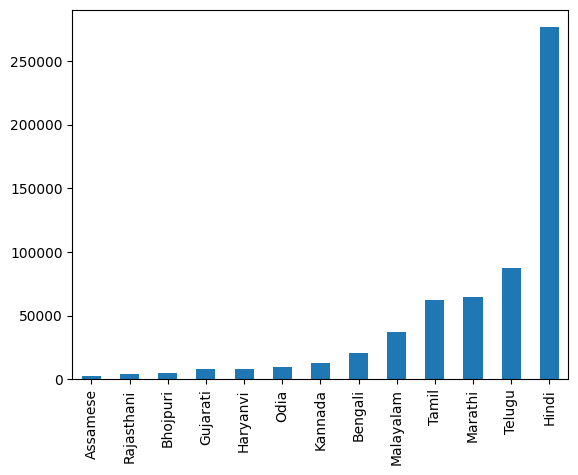 250000
200000
150000
100000
50000
0
Assamese
Rajasthani
Bhojpuri
Gujarati
Haryanvi
Odia
Kannada
Bengali
Malayalam
Tamil
Marathi
Telugu
Hindi